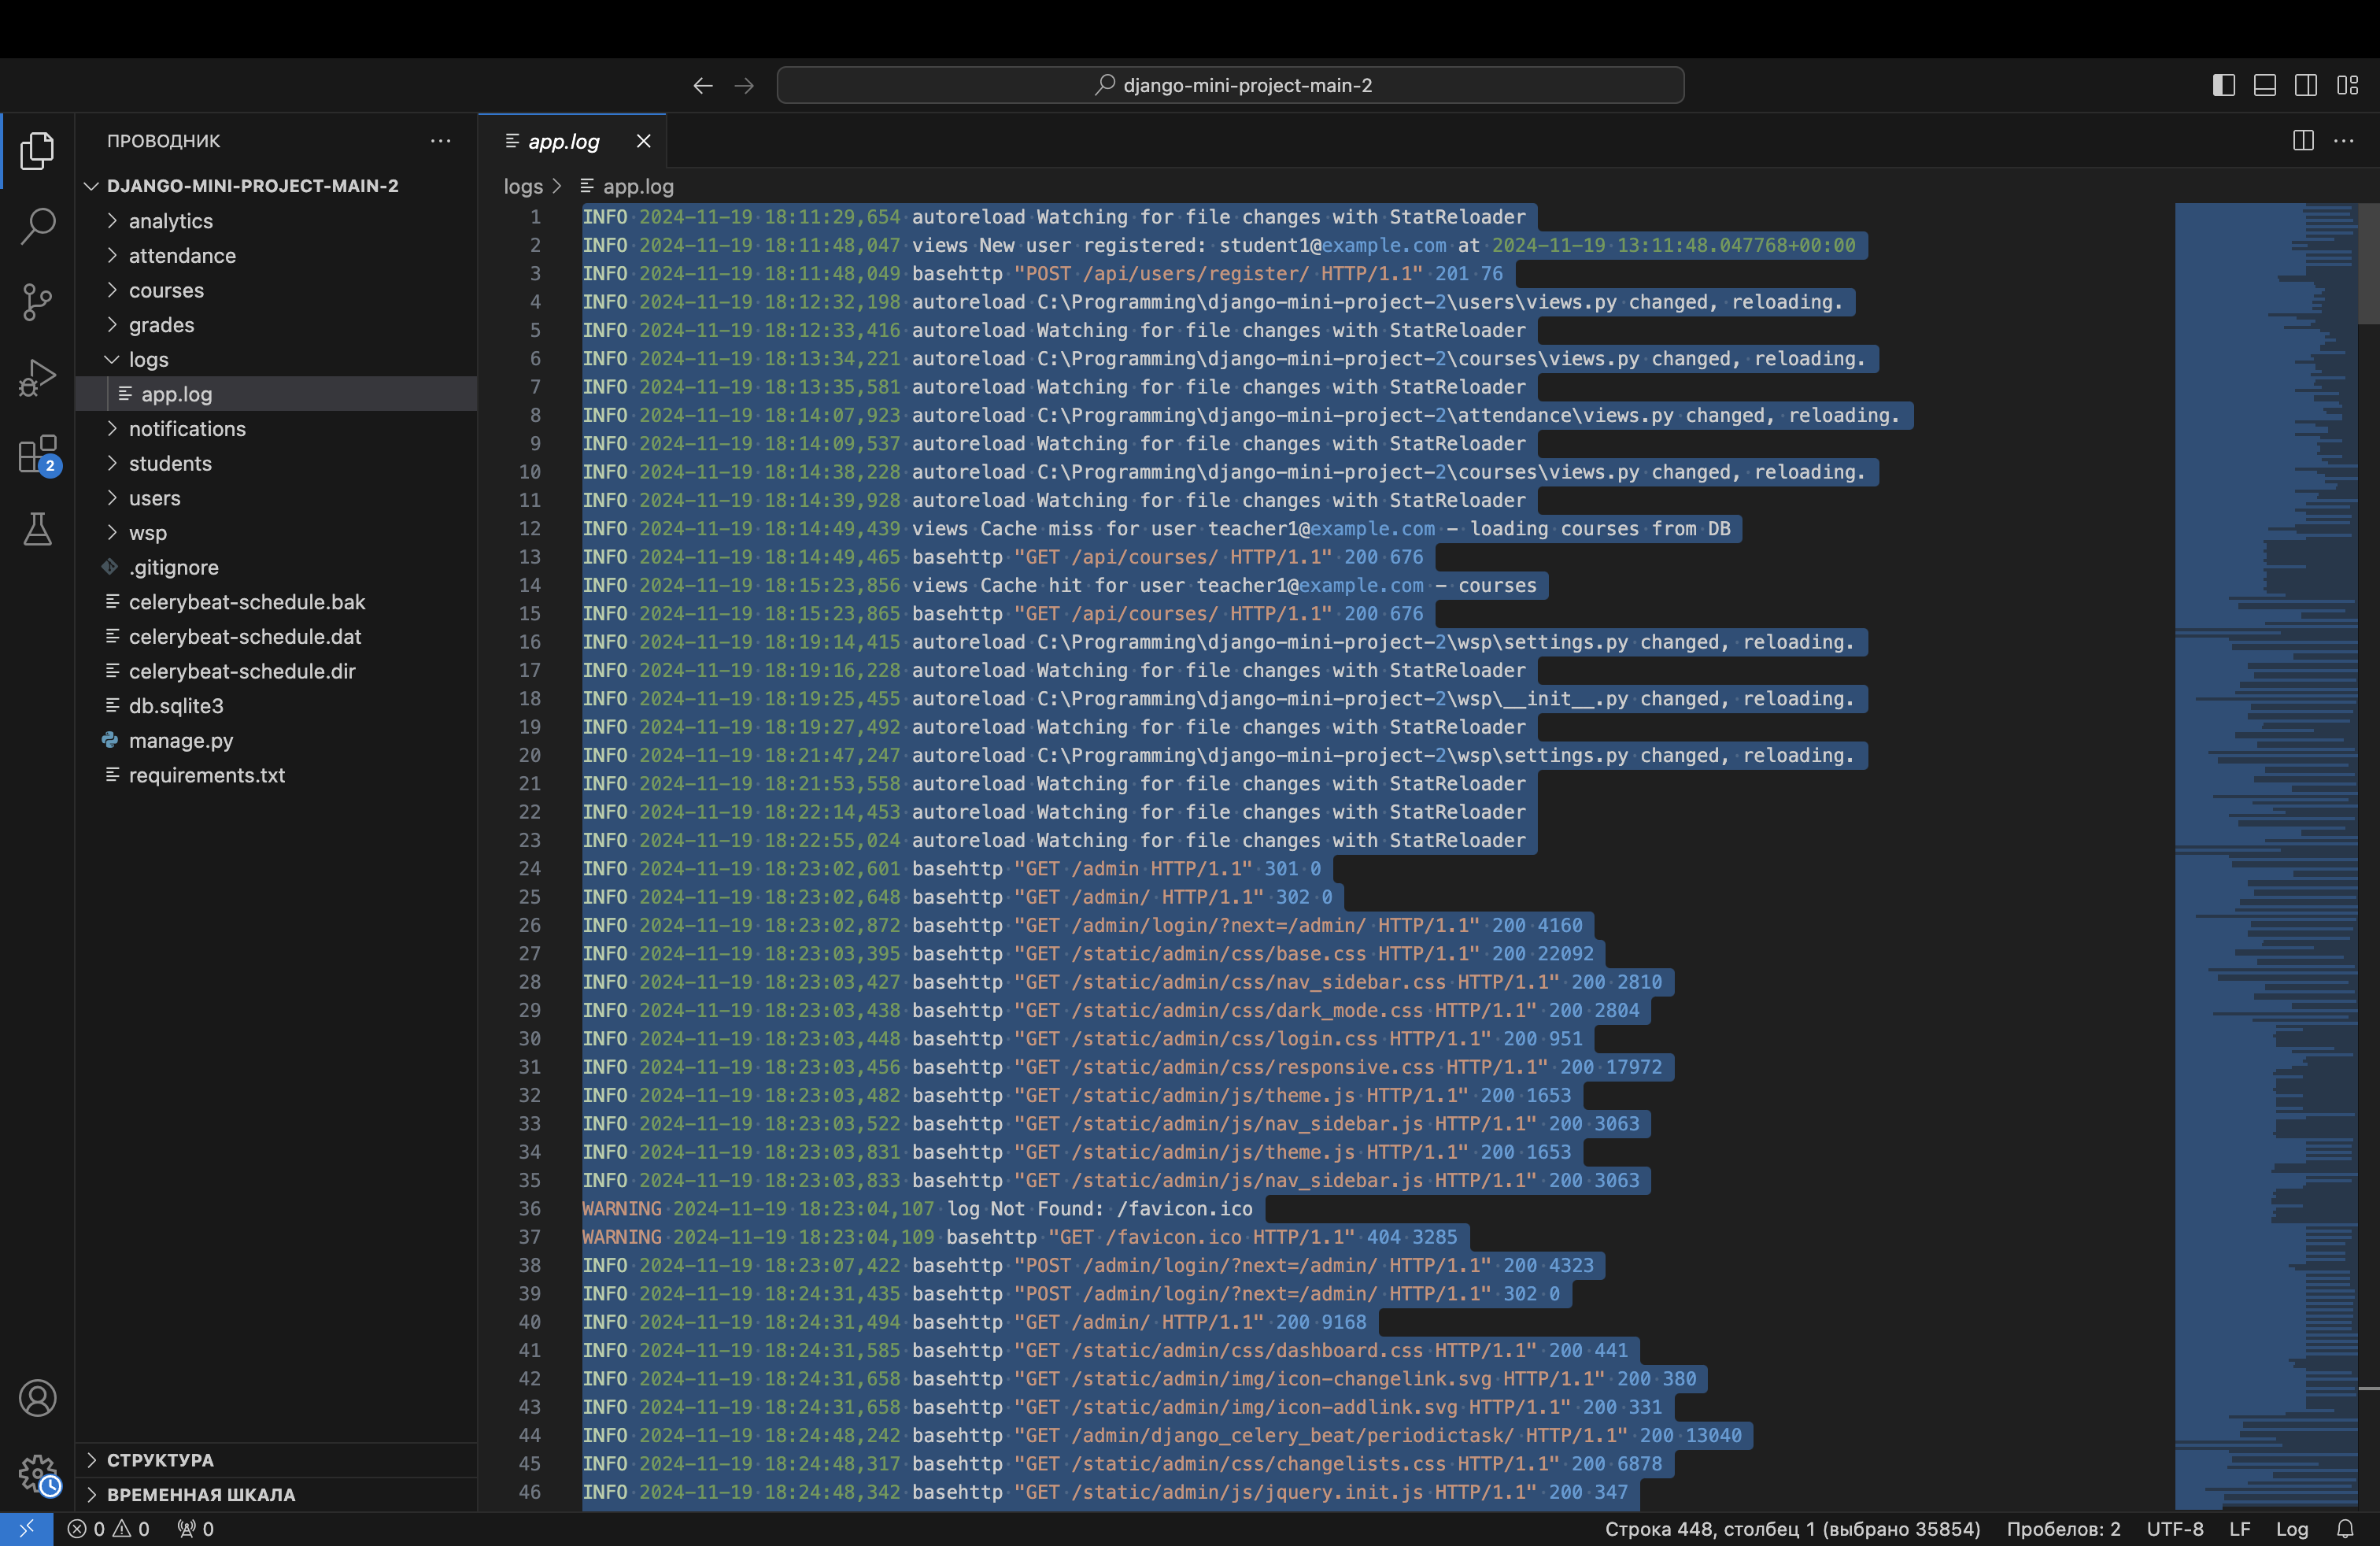 django-mini-project-main-2
ПРОВОДНИК
DJANGO-MINI-PROJECT-MAIN-2
analytics
attendance
courses
grades
logs
app.log
notifications
students
users
wsp
.gitignore
celerybeat-schedule.bak
celerybeat-schedule.dat
celerybeat-schedule.dir
db.sqlite3
manage.py
requirements.txt
СТРУКТУРА
ВРЕМЕННАЯ ШКАЛА
2
app.log
logs > app.log
1 INFO 2024-11-19 18:11:29,654 autoreload Watching for file changes with StatReloader
2 INFO 2024-11-19 18:11:48,047 views New user registered: student1@example.com at 2024-11-19 13:11:48.047768+00:00
3 INFO 2024-11-19 18:11:48,049 basehttp "POST /api/users/register/ HTTP/1.1" 201 76
4 INFO 2024-11-19 18:12:32,198 autoreload C:\Programming\django-mini-project-2\users\views.py changed, reloading.
5 INFO 2024-11-19 18:12:33,416 autoreload Watching for file changes with StatReloader
6 INFO 2024-11-19 18:13:34,221 autoreload C:\Programming\django-mini-project-2\courses\views.py changed, reloading.
7 INFO 2024-11-19 18:13:35,581 autoreload Watching for file changes with StatReloader
8 INFO 2024-11-19 18:14:07,923 autoreload C:\Programming\django-mini-project-2\attendance\views.py changed, reloading.
9 INFO 2024-11-19 18:14:09,537 autoreload Watching for file changes with StatReloader
10 INFO 2024-11-19 18:14:38,228 autoreload C:\Programming\django-mini-project-2\courses\views.py changed, reloading.
11 INFO 2024-11-19 18:14:39,928 autoreload Watching for file changes with StatReloader
12 INFO 2024-11-19 18:14:49,439 views Cache miss for user teacher1@example.com - loading courses from DB
13 INFO 2024-11-19 18:14:49,465 basehttp "GET /api/courses/ HTTP/1.1" 200 676
14 INFO 2024-11-19 18:15:23,856 views Cache hit for user teacher1@example.com - courses
15 INFO 2024-11-19 18:15:23,865 basehttp "GET /api/courses/ HTTP/1.1" 200 676
16 INFO 2024-11-19 18:19:14,415 autoreload C:\Programming\django-mini-project-2\wsp\settings.py changed, reloading.
17 INFO 2024-11-19 18:19:16,228 autoreload Watching for file changes with StatReloader
18 INFO 2024-11-19 18:19:25,455 autoreload C:\Programming\django-mini-project-2\wsp\__init__.py changed, reloading.
19 INFO 2024-11-19 18:19:27,492 autoreload Watching for file changes with StatReloader
20 INFO 2024-11-19 18:21:47,247 autoreload C:\Programming\django-mini-project-2\wsp\settings.py changed, reloading.
21 INFO 2024-11-19 18:21:53,558 autoreload Watching for file changes with StatReloader
22 INFO 2024-11-19 18:22:14,453 autoreload Watching for file changes with StatReloader
23 INFO 2024-11-19 18:22:55,024 autoreload Watching for file changes with StatReloader
24 INFO 2024-11-19 18:23:02,601 basehttp "GET /admin HTTP/1.1" 301 0
25 INFO 2024-11-19 18:23:02,648 basehttp "GET /admin/ HTTP/1.1" 302 0
26 INFO 2024-11-19 18:23:02,872 basehttp "GET /admin/login/?next=/admin/ HTTP/1.1" 200 4160
27 INFO 2024-11-19 18:23:03,395 basehttp "GET /static/admin/css/base.css HTTP/1.1" 200 22092
28 INFO 2024-11-19 18:23:03,427 basehttp "GET /static/admin/css/nav_sidebar.css HTTP/1.1" 200 2810
29 INFO 2024-11-19 18:23:03,438 basehttp "GET /static/admin/css/dark_mode.css HTTP/1.1" 200 2804
30 INFO 2024-11-19 18:23:03,448 basehttp "GET /static/admin/css/login.css HTTP/1.1" 200 951
31 INFO 2024-11-19 18:23:03,456 basehttp "GET /static/admin/css/responsive.css HTTP/1.1" 200 17972
32 INFO 2024-11-19 18:23:03,482 basehttp "GET /static/admin/js/theme.js HTTP/1.1" 200 1653
33 INFO 2024-11-19 18:23:03,522 basehttp "GET /static/admin/js/nav_sidebar.js HTTP/1.1" 200 3063
34 INFO 2024-11-19 18:23:03,831 basehttp "GET /static/admin/js/theme.js HTTP/1.1" 200 1653
35 INFO 2024-11-19 18:23:03,833 basehttp "GET /static/admin/js/nav_sidebar.js HTTP/1.1" 200 3063
36 WARNING 2024-11-19 18:23:04,107 log Not Found: /favicon.ico
37 WARNING 2024-11-19 18:23:04,109 basehttp "GET /favicon.ico HTTP/1.1" 404 3285
38 INFO 2024-11-19 18:23:07,422 basehttp "POST /admin/login/?next=/admin/ HTTP/1.1" 200 4323
39 INFO 2024-11-19 18:24:31,435 basehttp "POST /admin/login/?next=/admin/ HTTP/1.1" 302 0
40 INFO 2024-11-19 18:24:31,494 basehttp "GET /admin/ HTTP/1.1" 200 9168
41 INFO 2024-11-19 18:24:31,585 basehttp "GET /static/admin/css/dashboard.css HTTP/1.1" 200 441
42 INFO 2024-11-19 18:24:31,658 basehttp "GET /static/admin/img/icon-changelink.svg HTTP/1.1" 200 380
43 INFO 2024-11-19 18:24:31,658 basehttp "GET /static/admin/img/icon-addlink.svg HTTP/1.1" 200 331
44 INFO 2024-11-19 18:24:48,242 basehttp "GET /admin/django_celery_beat/periodictask/ HTTP/1.1" 200 13040
45 INFO 2024-11-19 18:24:48,317 basehttp "GET /static/admin/css/changelists.css HTTP/1.1" 200 6878
46 INFO 2024-11-19 18:24:48,342 basehttp "GET /static/admin/js/jquery.init.js HTTP/1.1" 200 347
0 0 0 Строка 448, столбец 1 (выбрано 35854) Пробелов: 2 UTF-8 LF Log